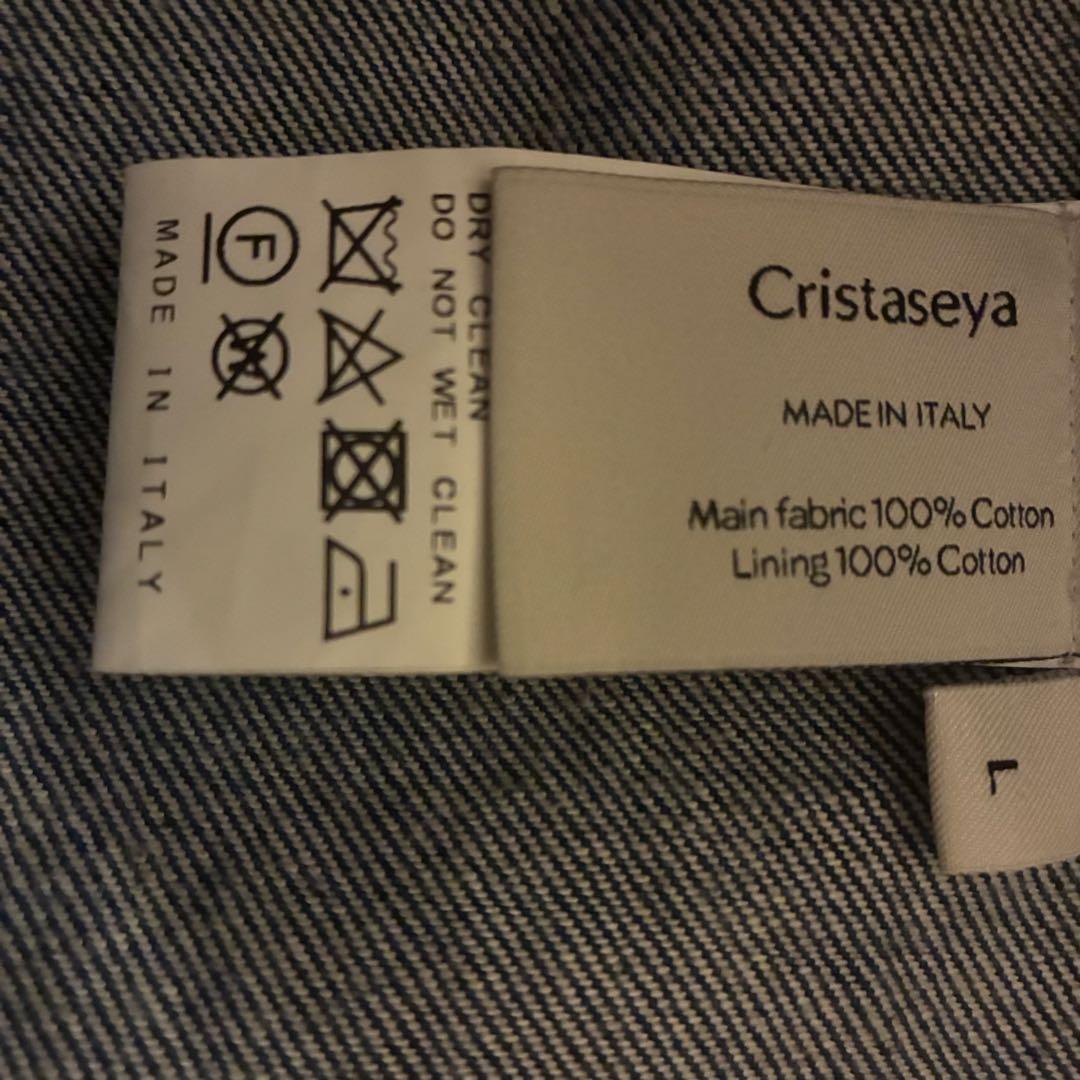 Cristaseya
MADE IN ITALY
Main fabric 100% Cotton
Lining 100% Cotton
L
DRY CLEAN
DO NOT WET CLEAN
F
W
MADE IN ITALY